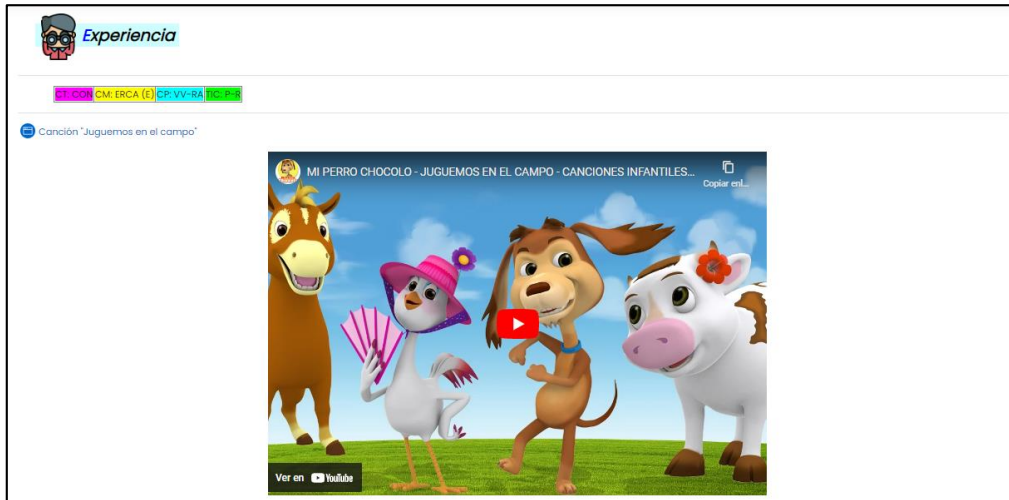 Experiencia
CT: CON CM: ERCA (E) CP: VV-RA TIC: P-R
Canción "Juguemos en el campo"
MI PERRO CHOCOLO - JUGUEMOS EN EL CAMPO - CANCIONES INFANTILES...
Copiar enl...
Ver en YouTube